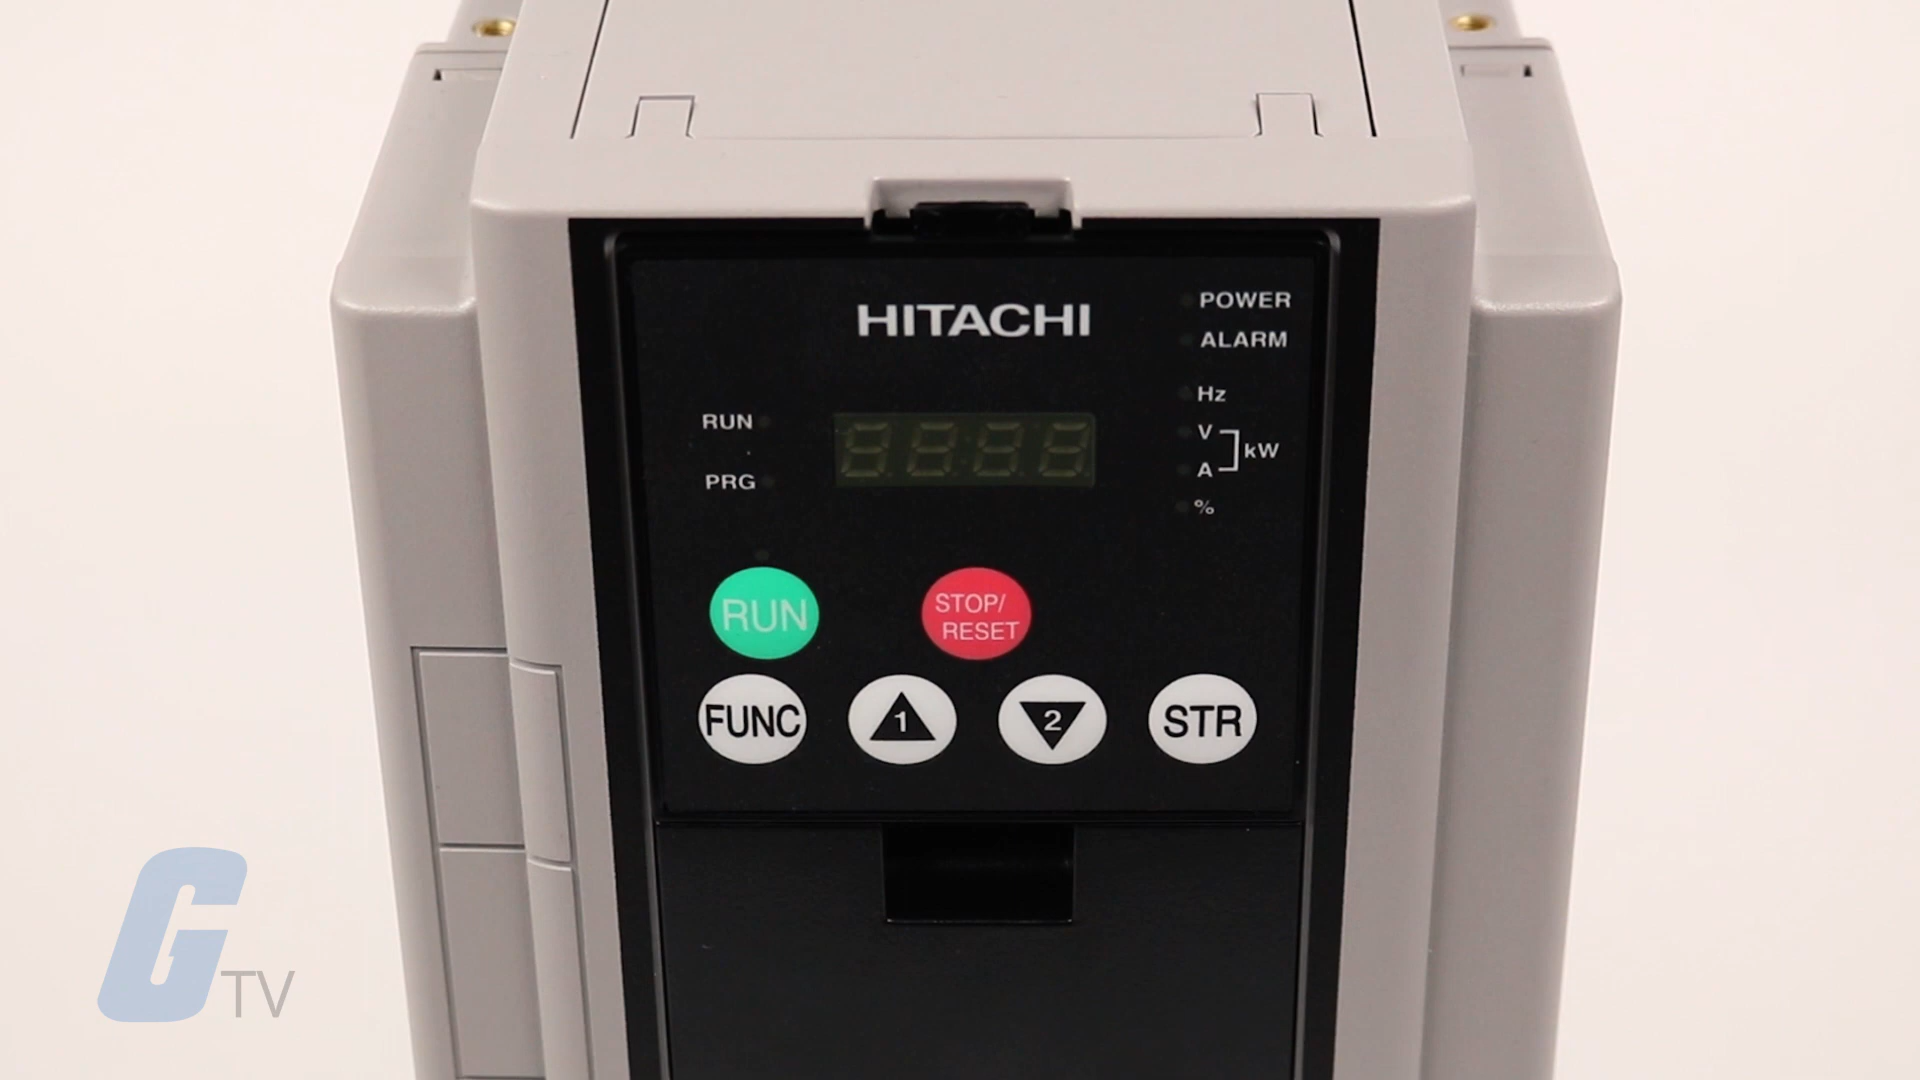 HITACHI
POWER
ALARM
Hz
V
kW
A
%
RUN
PRG
RUN
STOP/
RESET
FUNC
1
2
STR
G TV